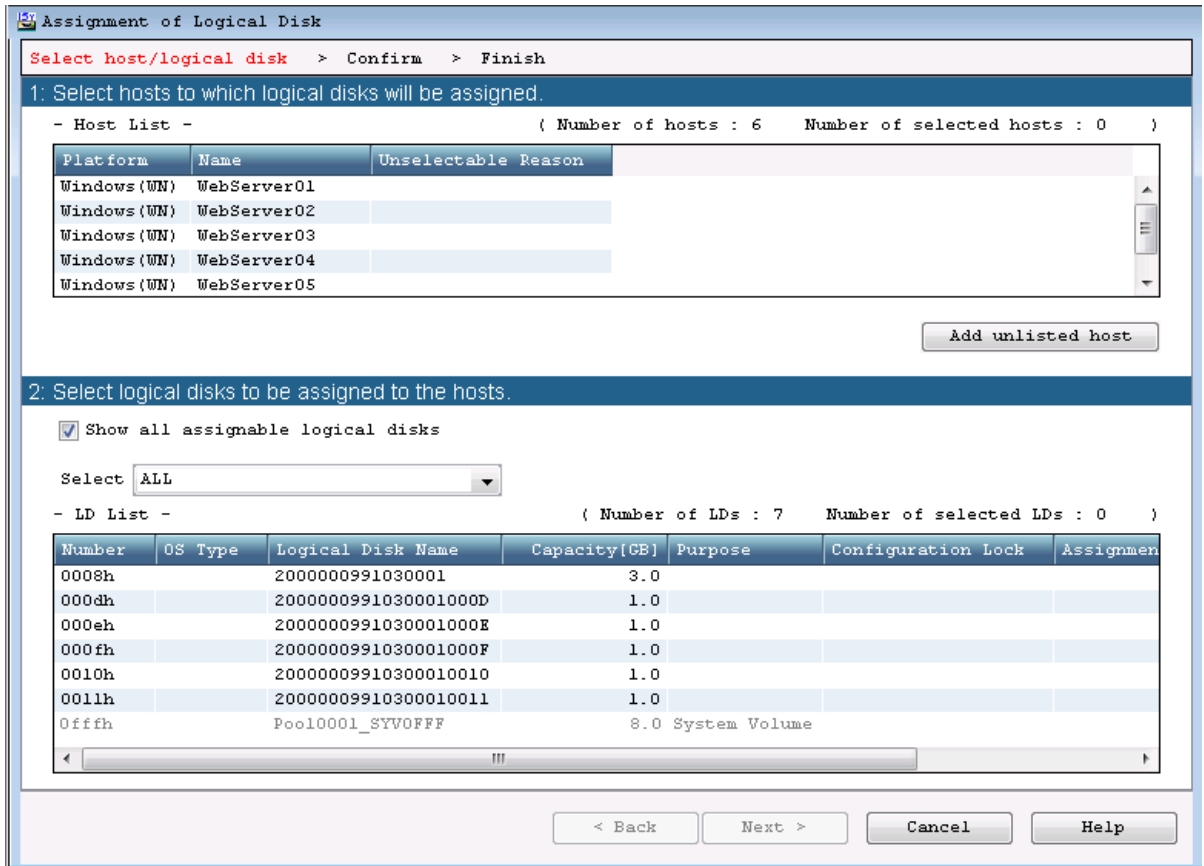 Assignment of Logical Disk
Select host/logical disk > Confirm > Finish
1: Select hosts to which logical disks will be assigned.
- Host List - ( Number of hosts : 6 Number of selected hosts : 0 )
Platform Name Unselectable Reason
Windows(WN) WebServer01
Windows(WN) WebServer02
Windows(WN) WebServer03
Windows(WN) WebServer04
Windows(WN) WebServer05
Add unlisted host
2: Select logical disks to be assigned to the hosts.
Show all assignable logical disks
Select ALL
- LD List - ( Number of LDs : 7 Number of selected LDs : 0 )
Number OS Type Logical Disk Name Capacity[GB] Purpose Configuration Lock Assignmen
0008h 2000000991030001 3.0
000dh 2000000991030001000D 1.0
000eh 2000000991030001000E 1.0
000fh 2000000991030001000F 1.0
0010h 20000009910300010010 1.0
0011h 20000009910300010011 1.0
0fffh Pool0001_SYV0FFF 8.0 System Volume
< Back Next > Cancel Help